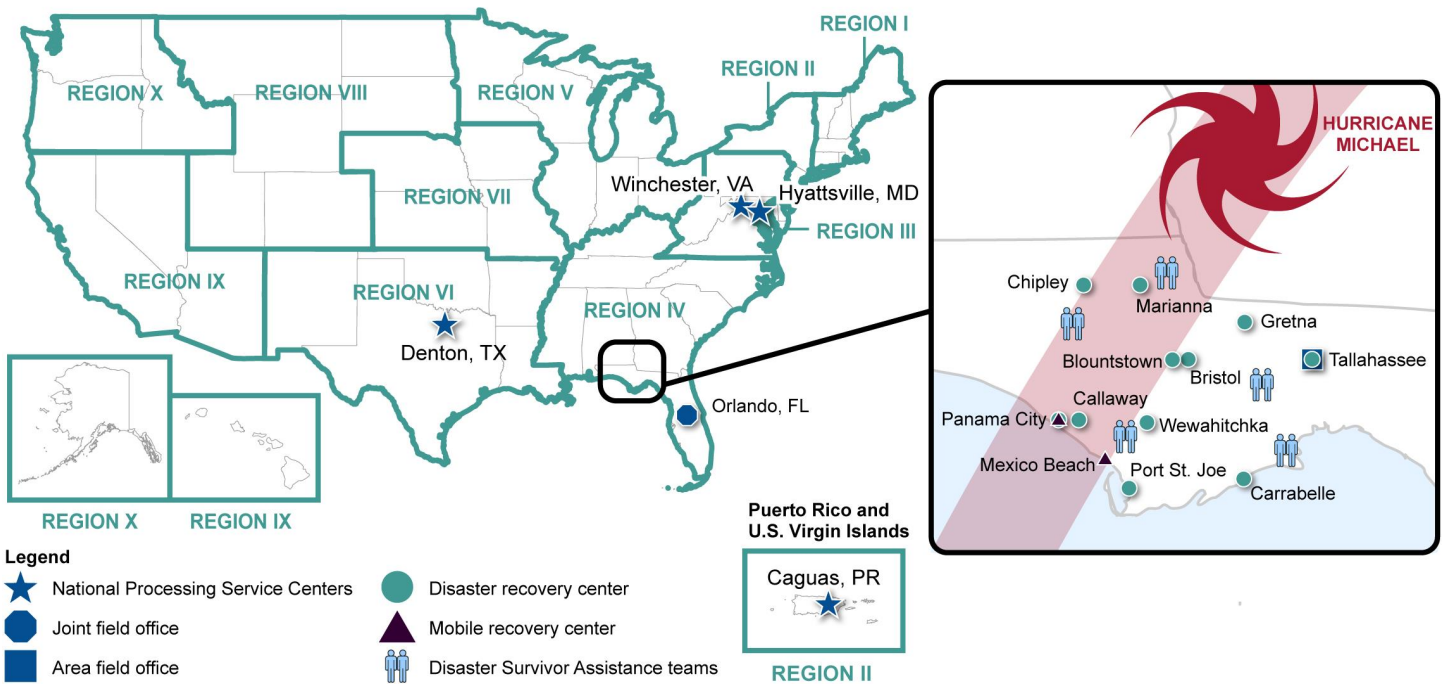 REGION I
REGION II
REGION X
REGION VIII
REGION V
REGION VII
Winchester, VA
Hyattsville, MD
REGION III
REGION IX
REGION VI
REGION IV
Denton, TX
Orlando, FL
REGION X
REGION IX
HURRICANE
MICHAEL
Chipley
Marianna
Gretna
Blountstown
Bristol
Tallahassee
Callaway
Panama City
Wewahitchka
Mexico Beach
Port St. Joe
Carrabelle
Puerto Rico and
U.S. Virgin Islands
Caguas, PR
REGION II
Legend
National Processing Service Centers
Joint field office
Area field office
Disaster recovery center
Mobile recovery center
Disaster Survivor Assistance teams